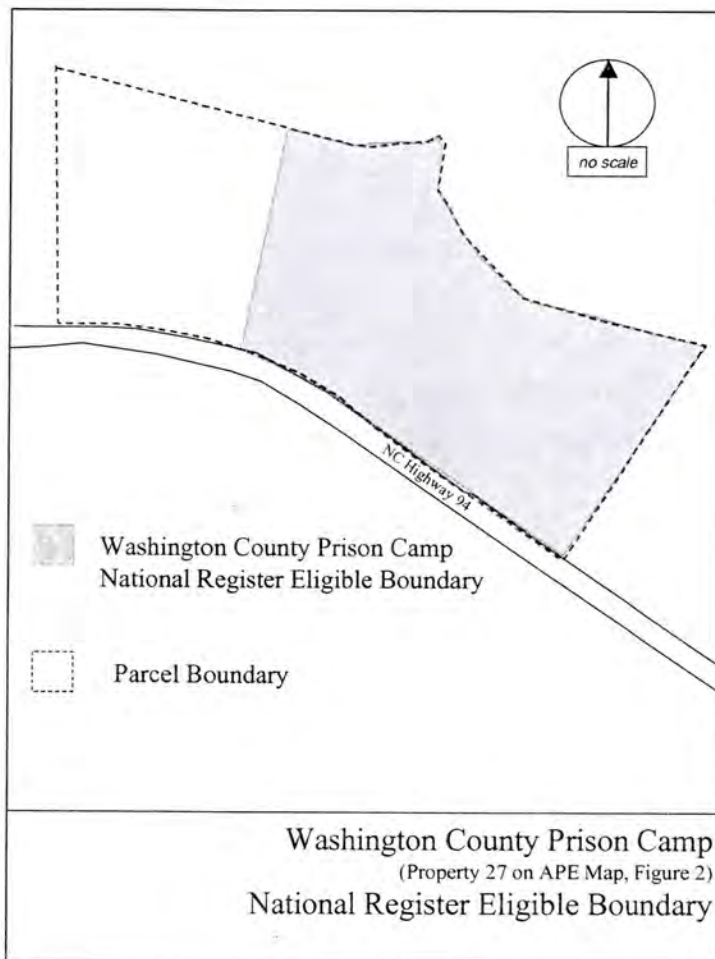 no scale
NC Highway 94
Washington County Prison Camp
National Register Eligible Boundary
Parcel Boundary
Washington County Prison Camp
(Property 27 on APE Map, Figure 2)
National Register Eligible Boundary